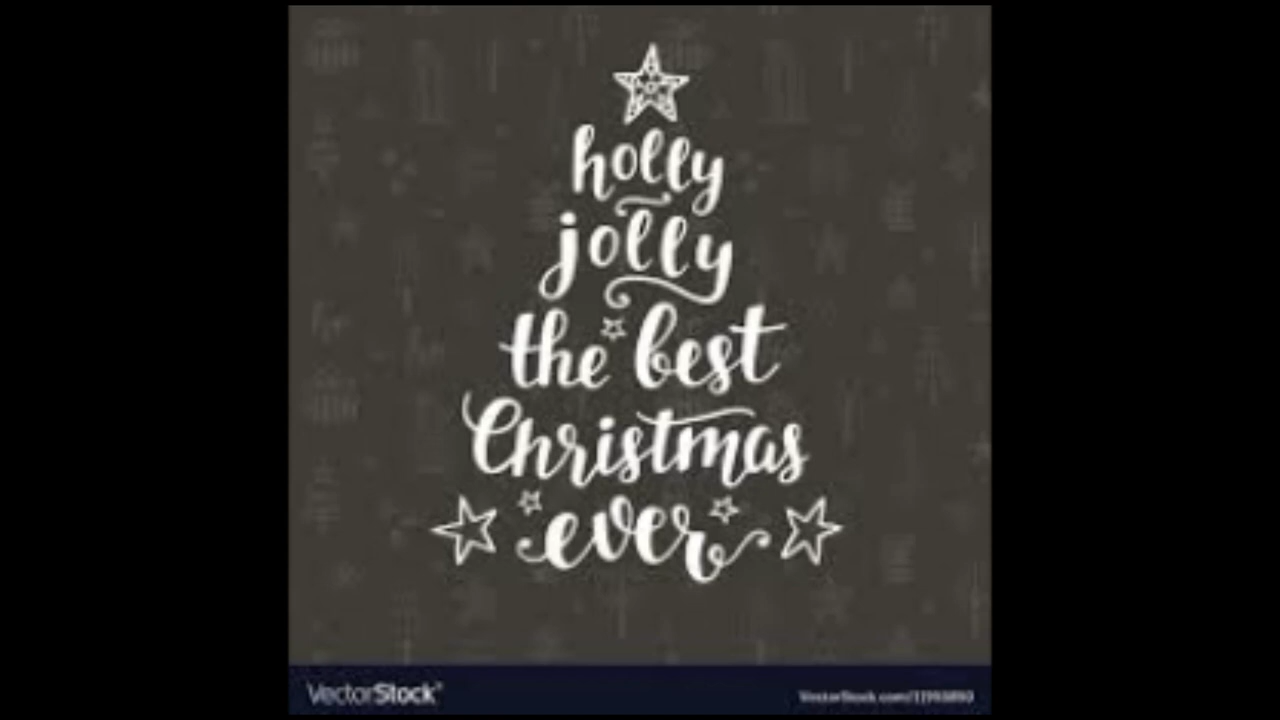 holly
jolly
the best
Christmas
ever
VectorStock®